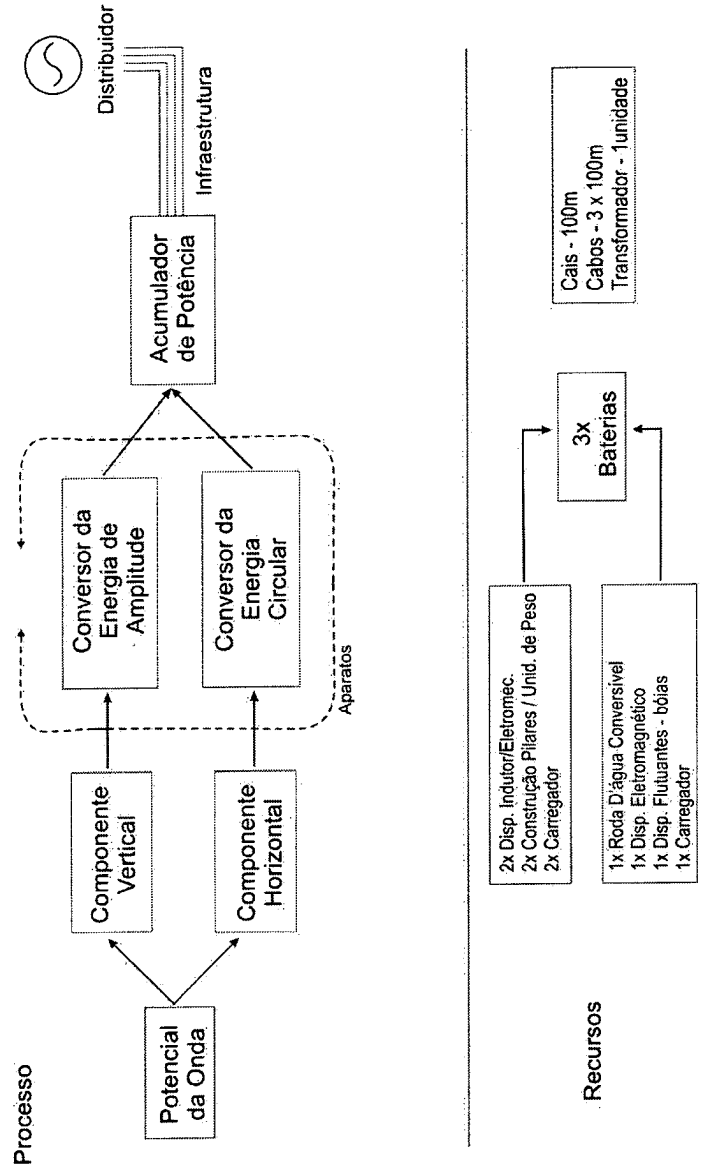 Processo
Potencial
da Onda
Componente
Vertical
Componente
Horizontal
Conversor da
Energia de
Amplitude
Conversor da
Energia
Circular
Aparatos
Acumulador
de Potência
Infraestrutura
Distribuidor
Recursos
2x Disp. Indutor/Eletroméc.
2x Construção Pilares / Unid. de Peso
2x Carregador
1x Roda D'água Conversível
1x Disp. Eletromagnético
1x Disp. Flutuantes - bóias
1x Carregador
3x
Baterias
Cais - 100m
Cabos - 3 x 100m
Transformador - 1unidade